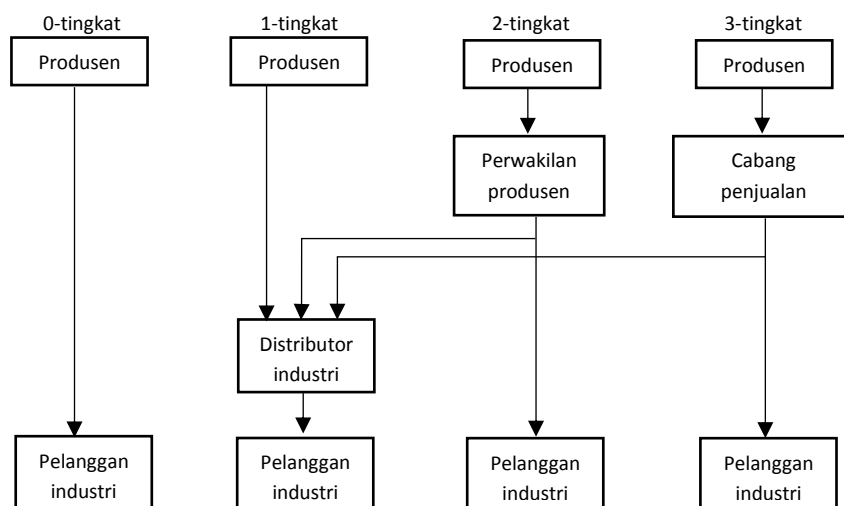 0-tingkat
1-tingkat
2-tingkat
3-tingkat
Produsen
Produsen
Produsen
Produsen
Perwakilan
produsen
Cabang
penjualan
Distributor
industri
Pelanggan
industri
Pelanggan
industri
Pelanggan
industri
Pelanggan
industri